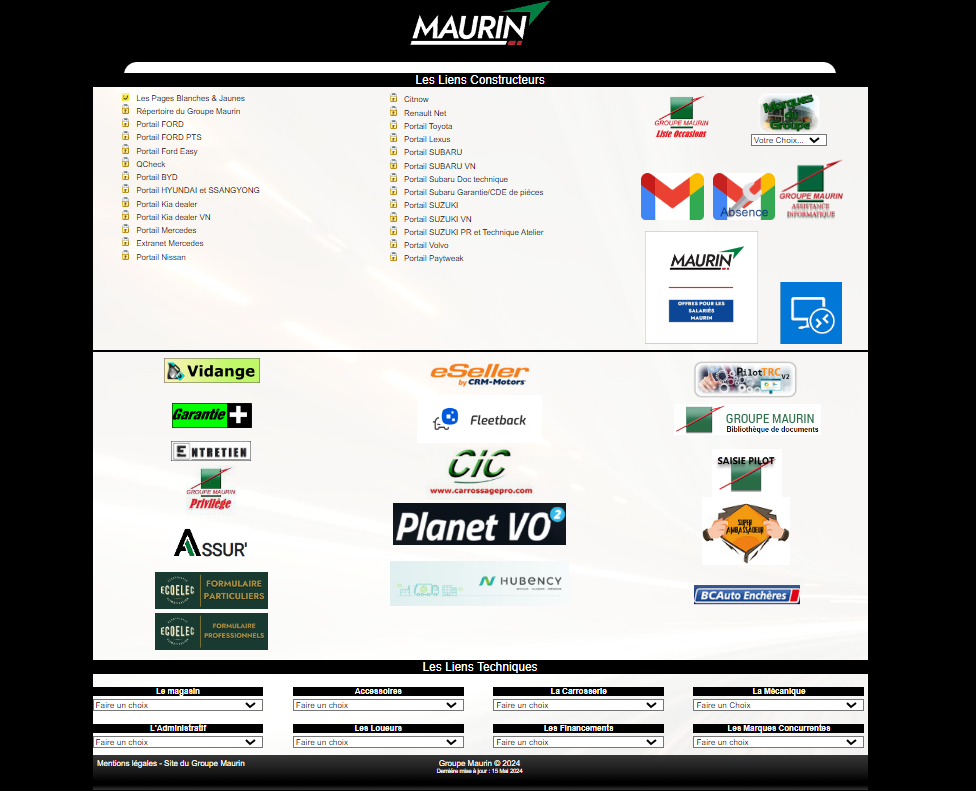 MAURIN
Les Liens Constructeurs
Les Pages Blanches & Jaunes
Répertoire du Groupe Maurin
Portail FORD
Portail FORD PTS
Portail Ford Easy
QCheck
Portail BYD
Portail HYUNDAI et SSANGYONG
Portail Kia dealer
Portail Kia dealer VN
Portail Mercedes
Extranet Mercedes
Portail Nissan
Citnow
Renault Net
Portail Toyota
Portail Lexus
Portail SUBARU
Portail SUBARU VN
Portail Subaru Doc technique
Portail Subaru Garantie/CDE de pièces
Portail SUZUKI
Portail SUZUKI VN
Portail SUZUKI PR et Technique Atelier
Portail Volvo
Portail Paytweak
GROUPE MAURIN
Liste Occasions
Marques
du
Groupe
Votre Choix...
Absence
GROUPE MAURIN
ASSISTANCE
INFORMATIQUE
MAURIN
OFFRES POUR LES
SALARIÉS
MAURIN
Vidange
Garantie +
ENTRETIEN
GROUPE MAURIN
Privilège
ASSUR'
ECOELEC
FORMULAIRE
PARTICULIERS
ECOELEC
FORMULAIRE
PROFESSIONNELS
eSeller
by CRM-Motors
Fleetback
CIC
www.carrossagepro.com
Planet VO 2
HUBENCY
PilotTRC V2
GROUPE MAURIN
Bibliothèque de documents
SAISIE PILOT
SUPER
AMBASSADEUR
BCAuto Enchères
Les Liens Techniques
Le magasin
Faire un choix
Accessoires
Faire un choix
La Carrosserie
Faire un choix
La Mécanique
Faire un Choix
L'Administratif
Faire un choix
Les Loueurs
Faire un choix
Les Financements
Faire un choix
Les Marques Concurrentes
Faire un choix
Mentions légales - Site du Groupe Maurin
Groupe Maurin © 2024
Dernière mise à jour : 15 Mai 2024